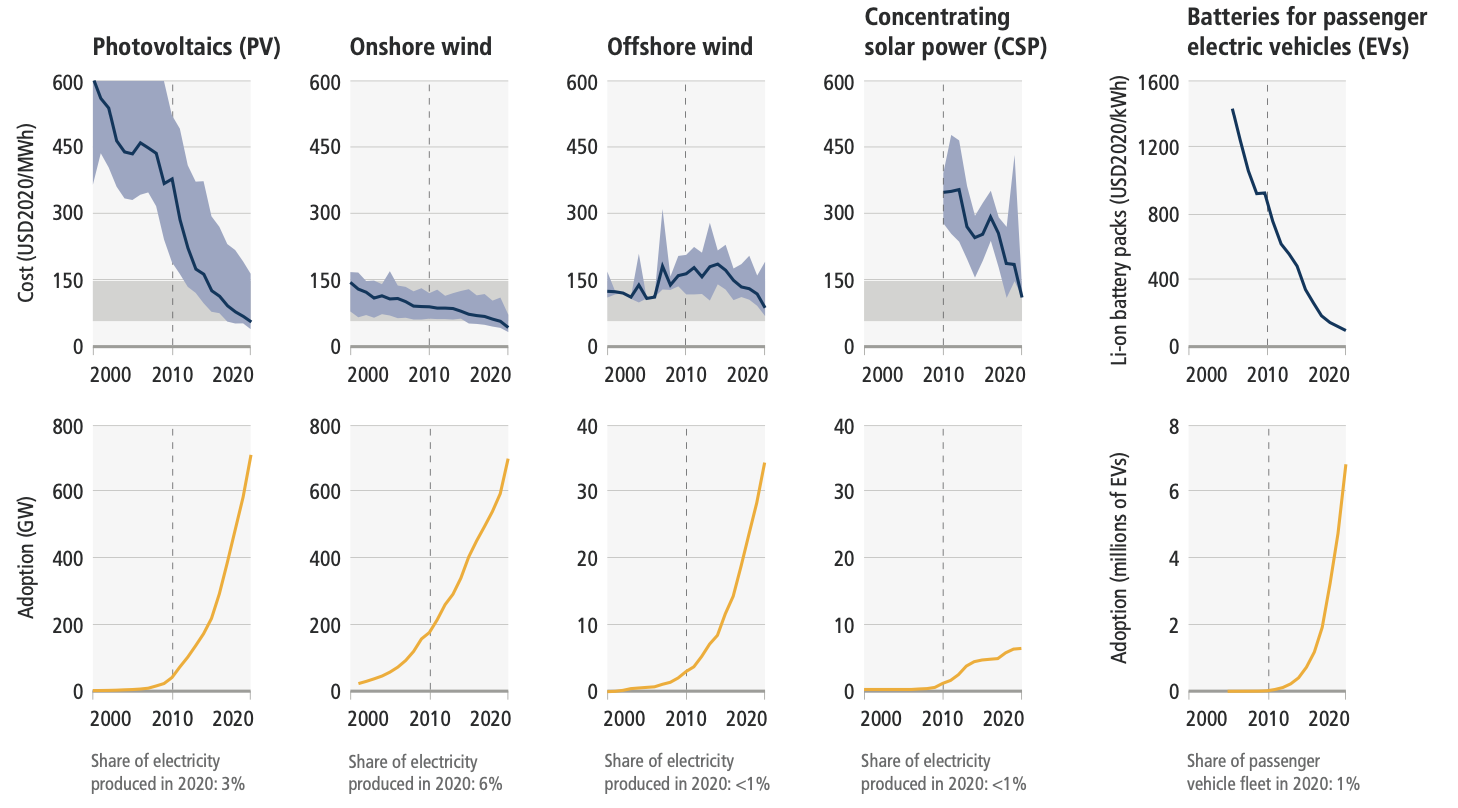 Photovoltaics (PV)
Onshore wind
Offshore wind
Concentrating
solar power (CSP)
Batteries for passenger
electric vehicles (EVs)
Cost (USD2020/MWh)
600
450
300
150
0
2000 2010 2020
600
450
300
150
0
2000 2010 2020
600
450
300
150
0
2000 2010 2020
600
450
300
150
0
2000 2010 2020
Li-on battery packs (USD2020/kWh)
1600
1200
800
400
0
2000 2010 2020
Adoption (GW)
800
600
400
200
0
2000 2010 2020
800
600
400
200
0
2000 2010 2020
40
30
20
10
0
2000 2010 2020
40
30
20
10
0
2000 2010 2020
Adoption (millions of EVs)
8
6
4
2
0
2000 2010 2020
Share of electricity
produced in 2020: 3%
Share of electricity
produced in 2020: 6%
Share of electricity
produced in 2020: <1%
Share of electricity
produced in 2020: <1%
Share of passenger
vehicle fleet in 2020: 1%